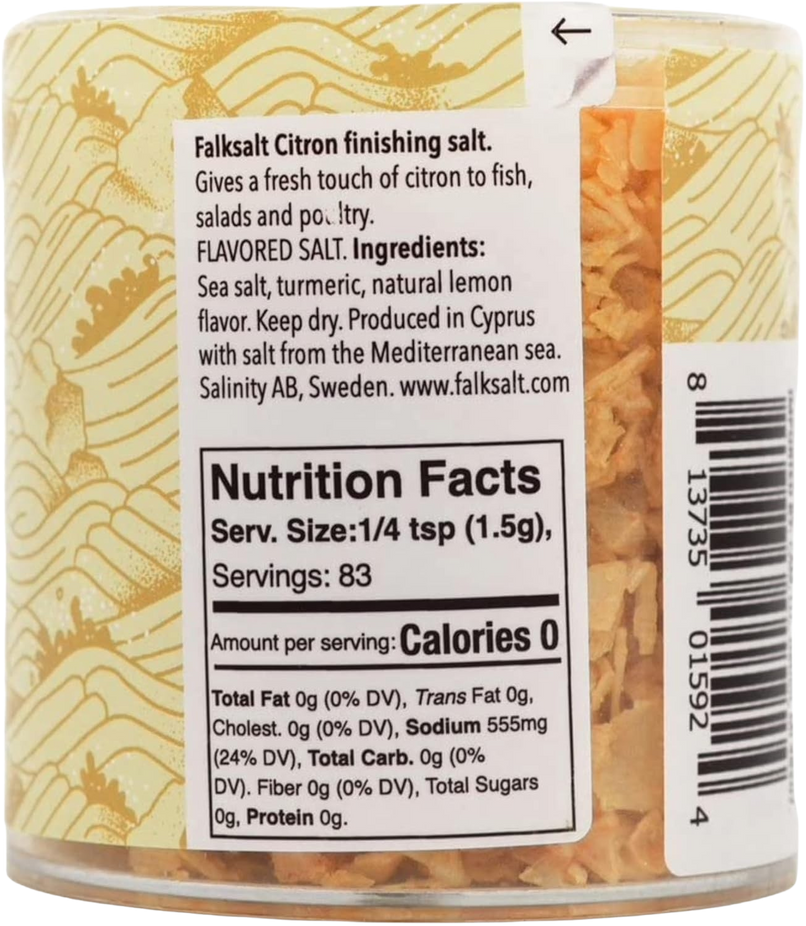 ←
Falksalt Citron finishing salt.
Gives a fresh touch of citron to fish,
salads and poultry.
FLAVORED SALT. Ingredients:
Sea salt, turmeric, natural lemon
flavor. Keep dry. Produced in Cyprus
with salt from the Mediterranean sea.
Salinity AB, Sweden. www.falksalt.com
Nutrition Facts
Serv. Size:1/4 tsp (1.5g),
Servings: 83
Amount per serving: Calories 0
Total Fat 0g (0% DV), Trans Fat 0g,
Cholest. 0g (0% DV), Sodium 555mg
(24% DV), Total Carb. 0g (0%
DV). Fiber 0g (0% DV), Total Sugars
0g, Protein 0g.
8 13735 01592 4